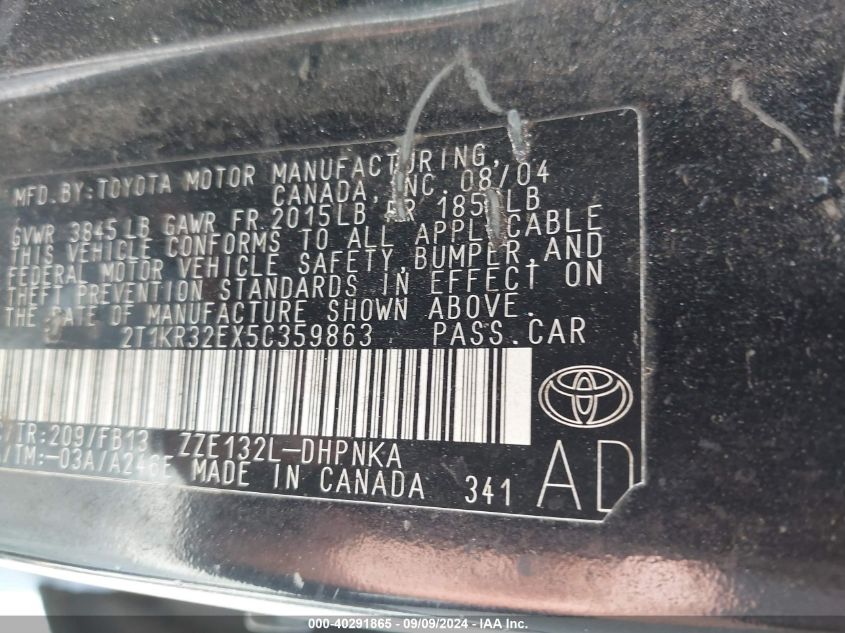 MFD.BY:TOYOTA MOTOR MANUFACTURING,
CANADA, INC. 08/04
GVWR 3845LB GAWR FR.2015LB RR 185 LB
THIS VEHICLE CONFORMS TO ALL APPLICABLE
FEDERAL MOTOR VEHICLE SAFETY,BUMPER,AND
THEFT PREVENTION STANDARDS IN EFFECT ON
THE DATE OF MANUFACTURE SHOWN ABOVE.
2T1KR32EX5C359863 PASS.CAR
/TR:209/FB13 ZZE132L-DHPNKA
/TM:-03A/A246E MADE IN CANADA 341 AD
000-40291865 - 09/09/2024 - IAA Inc.